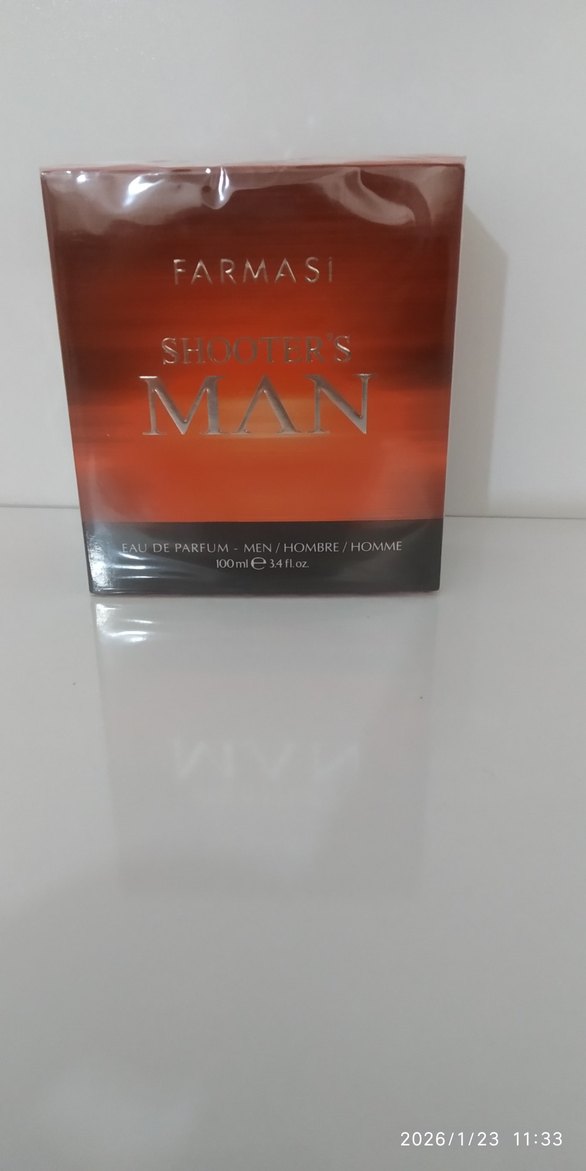 FARMASi
SHOOTER'S
MAN
EAU DE PARFUM - MEN / HOMBRE / HOMME
100 ml ℮ 3.4 fl. oz.
2026/1/23 11:33